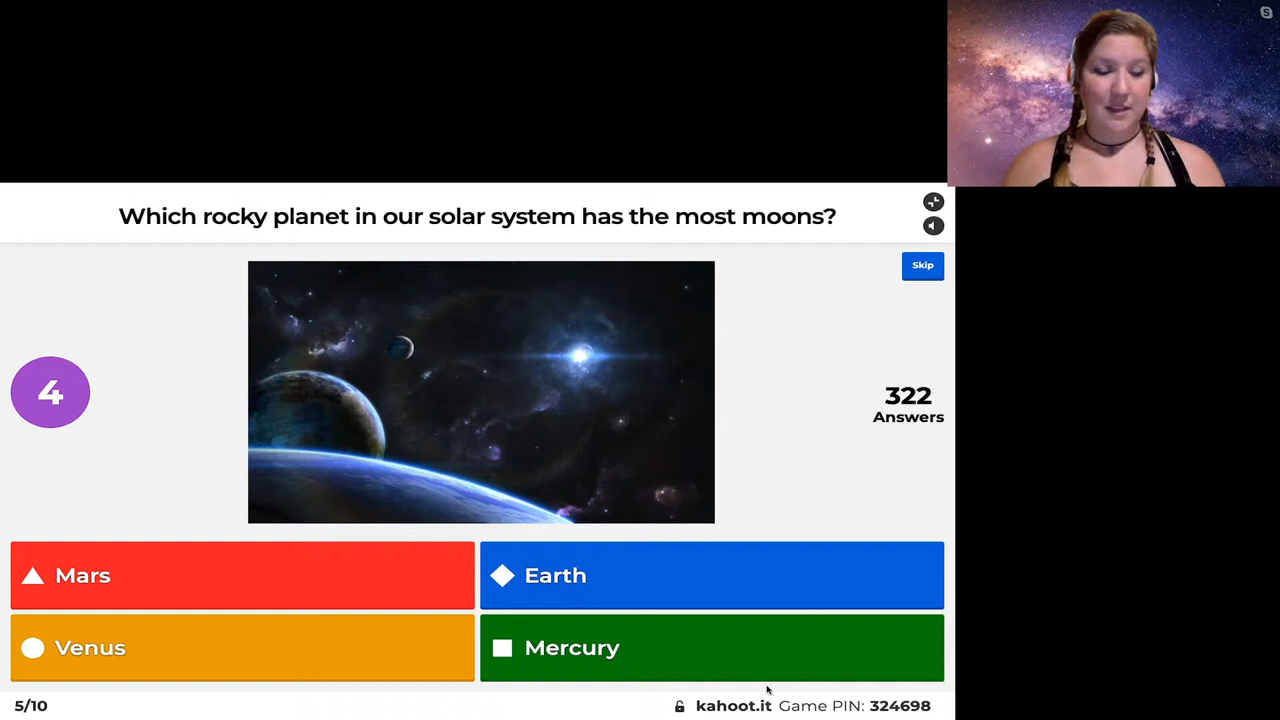 Which rocky planet in our solar system has the most moons?
Skip
4
322
Answers
Mars
Earth
Venus
Mercury
5/10
kahoot.it Game PIN: 324698